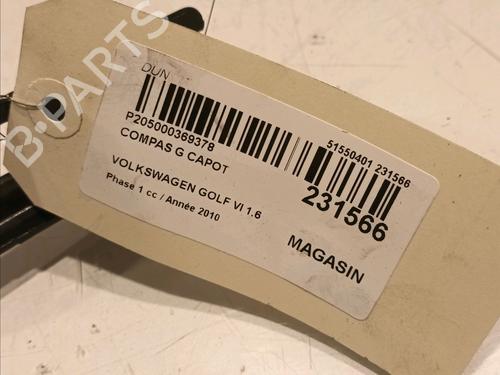 DUN
P205000369378
51550401 231566
COMPAS G CAPOT
231566
VOLKSWAGEN GOLF VI 1.6
Phase 1 cc / Année 2010
MAGASIN
B-PARTS